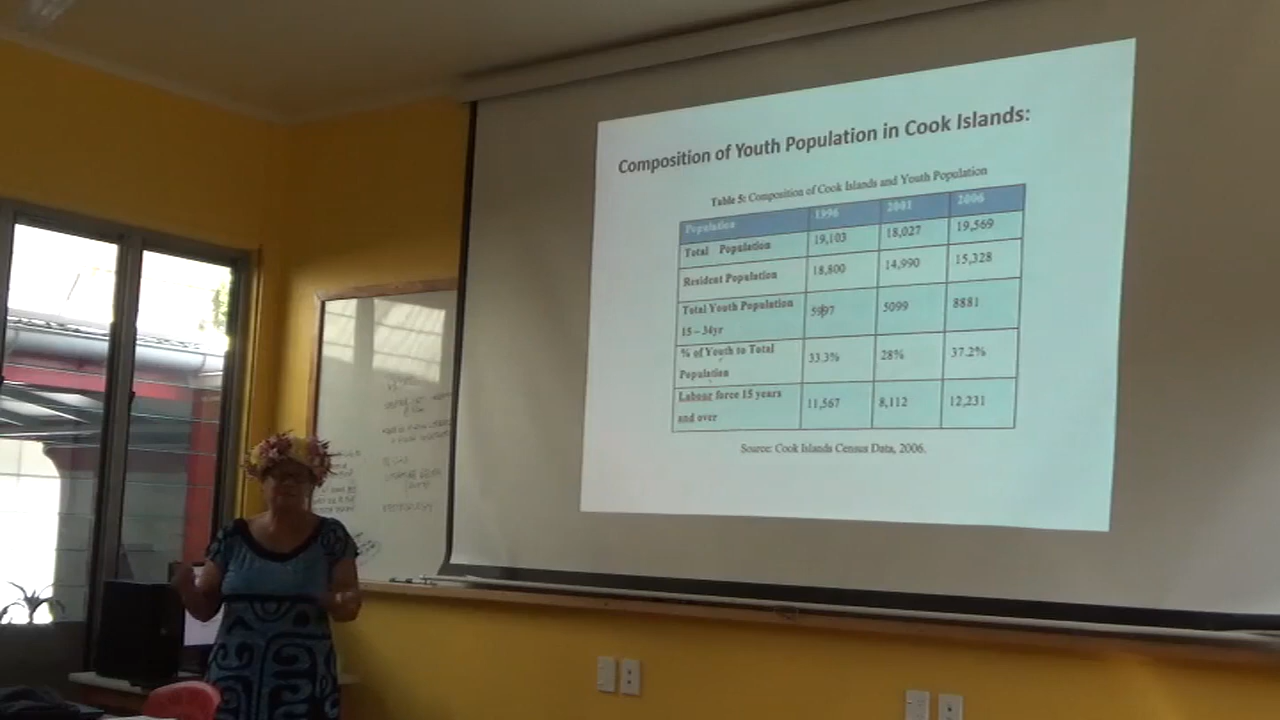 Composition of Youth Population in Cook Islands:
Table 5: Composition of Cook Islands and Youth Population
Population 1996 2001 2006
Total Population 19,103 18,027 19,569
Resident Population 18,800 14,990 15,328
Total Youth Population 15 – 34yr 5997 5099 8881
% of Youth to Total Population 33.3% 28% 37.2%
Labour force 15 years and over 11,567 8,112 12,231
Source: Cook Islands Census Data, 2006.